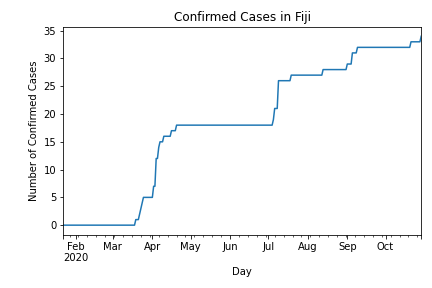 Confirmed Cases in Fiji
Number of Confirmed Cases
35
30
25
20
15
10
5
0
Feb Mar Apr May Jun Jul Aug Sep Oct
2020
Day